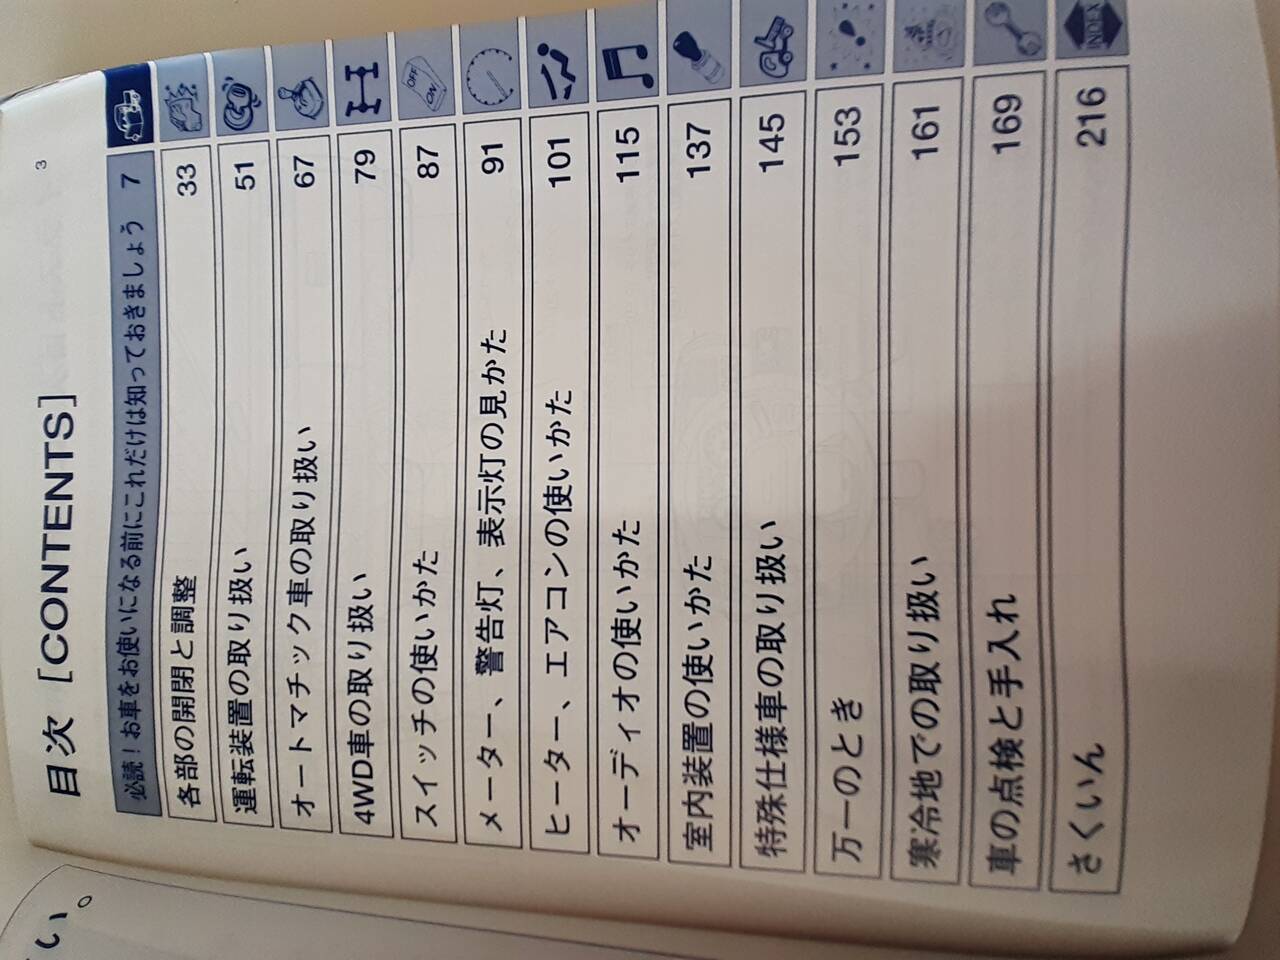 3
目次 [CONTENTS]
必読!お車をお使いになる前にこれだけは知っておきましょう 7
各部の開閉と調整 33
運転装置の取り扱い 51
オートマチック車の取り扱い 67
4WD車の取り扱い 79
スイッチの使いかた 87
OFF
ON
メーター、警告灯、表示灯の見かた 91
ヒーター、エアコンの使いかた 101
オーディオの使いかた 115
室内装置の使いかた 137
特殊仕様車の取り扱い 145
万一のとき 153
寒冷地での取り扱い 161
車の点検と手入れ 169
さくいん 216
INDEX
い。